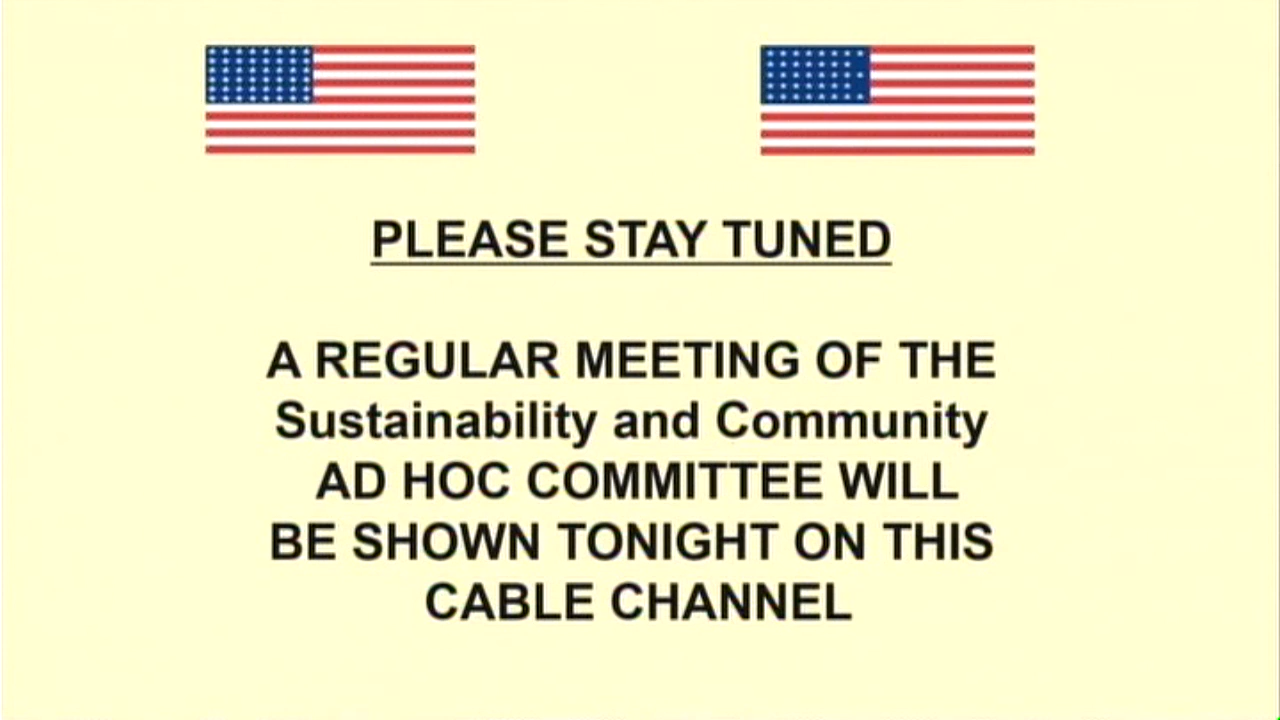 PLEASE STAY TUNED
A REGULAR MEETING OF THE
Sustainability and Community
AD HOC COMMITTEE WILL
BE SHOWN TONIGHT ON THIS
CABLE CHANNEL